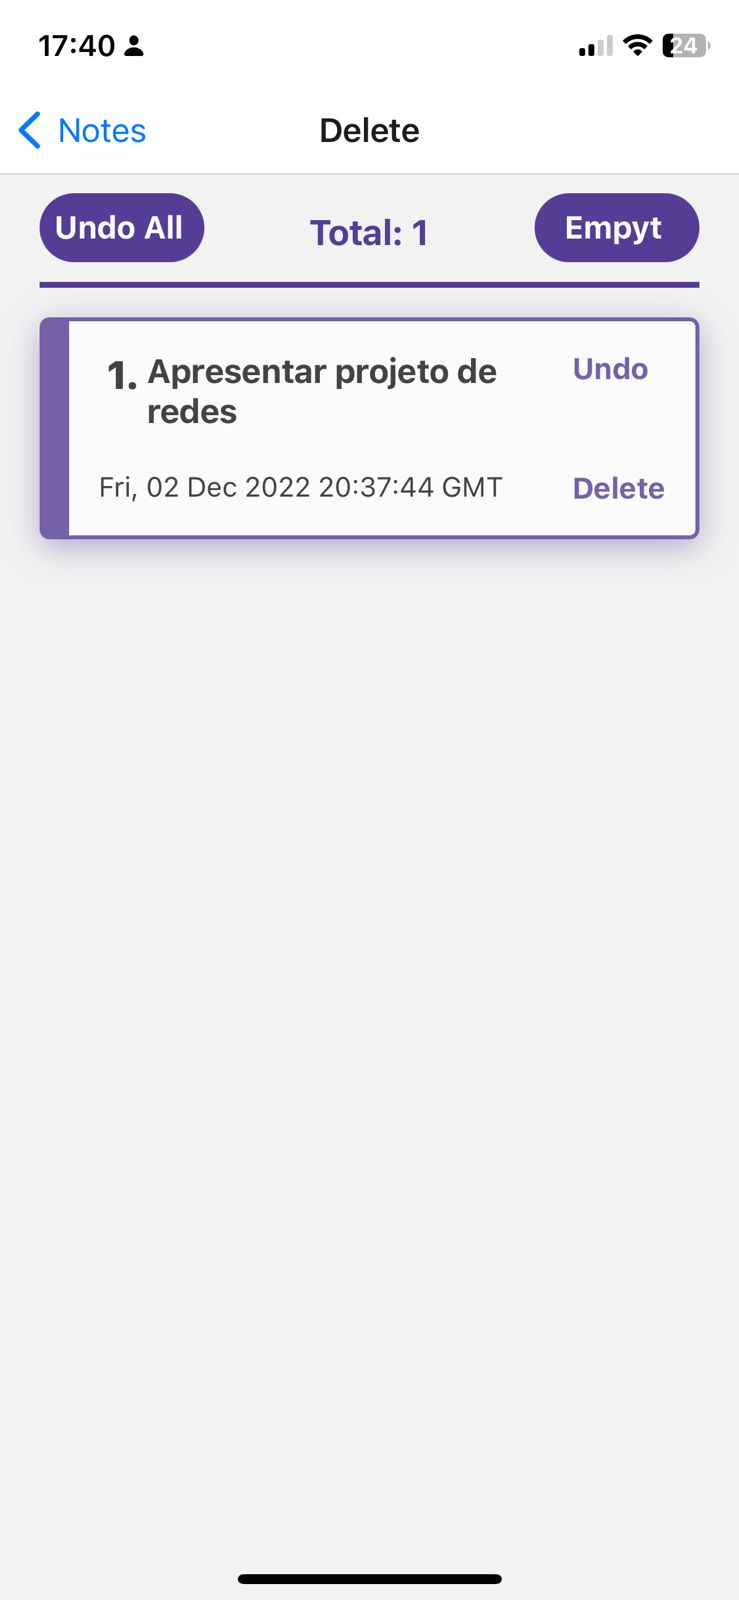 17:40
24
Notes
Delete
Undo All
Total: 1
Empyt
1. Apresentar projeto de
redes
Undo
Fri, 02 Dec 2022 20:37:44 GMT
Delete